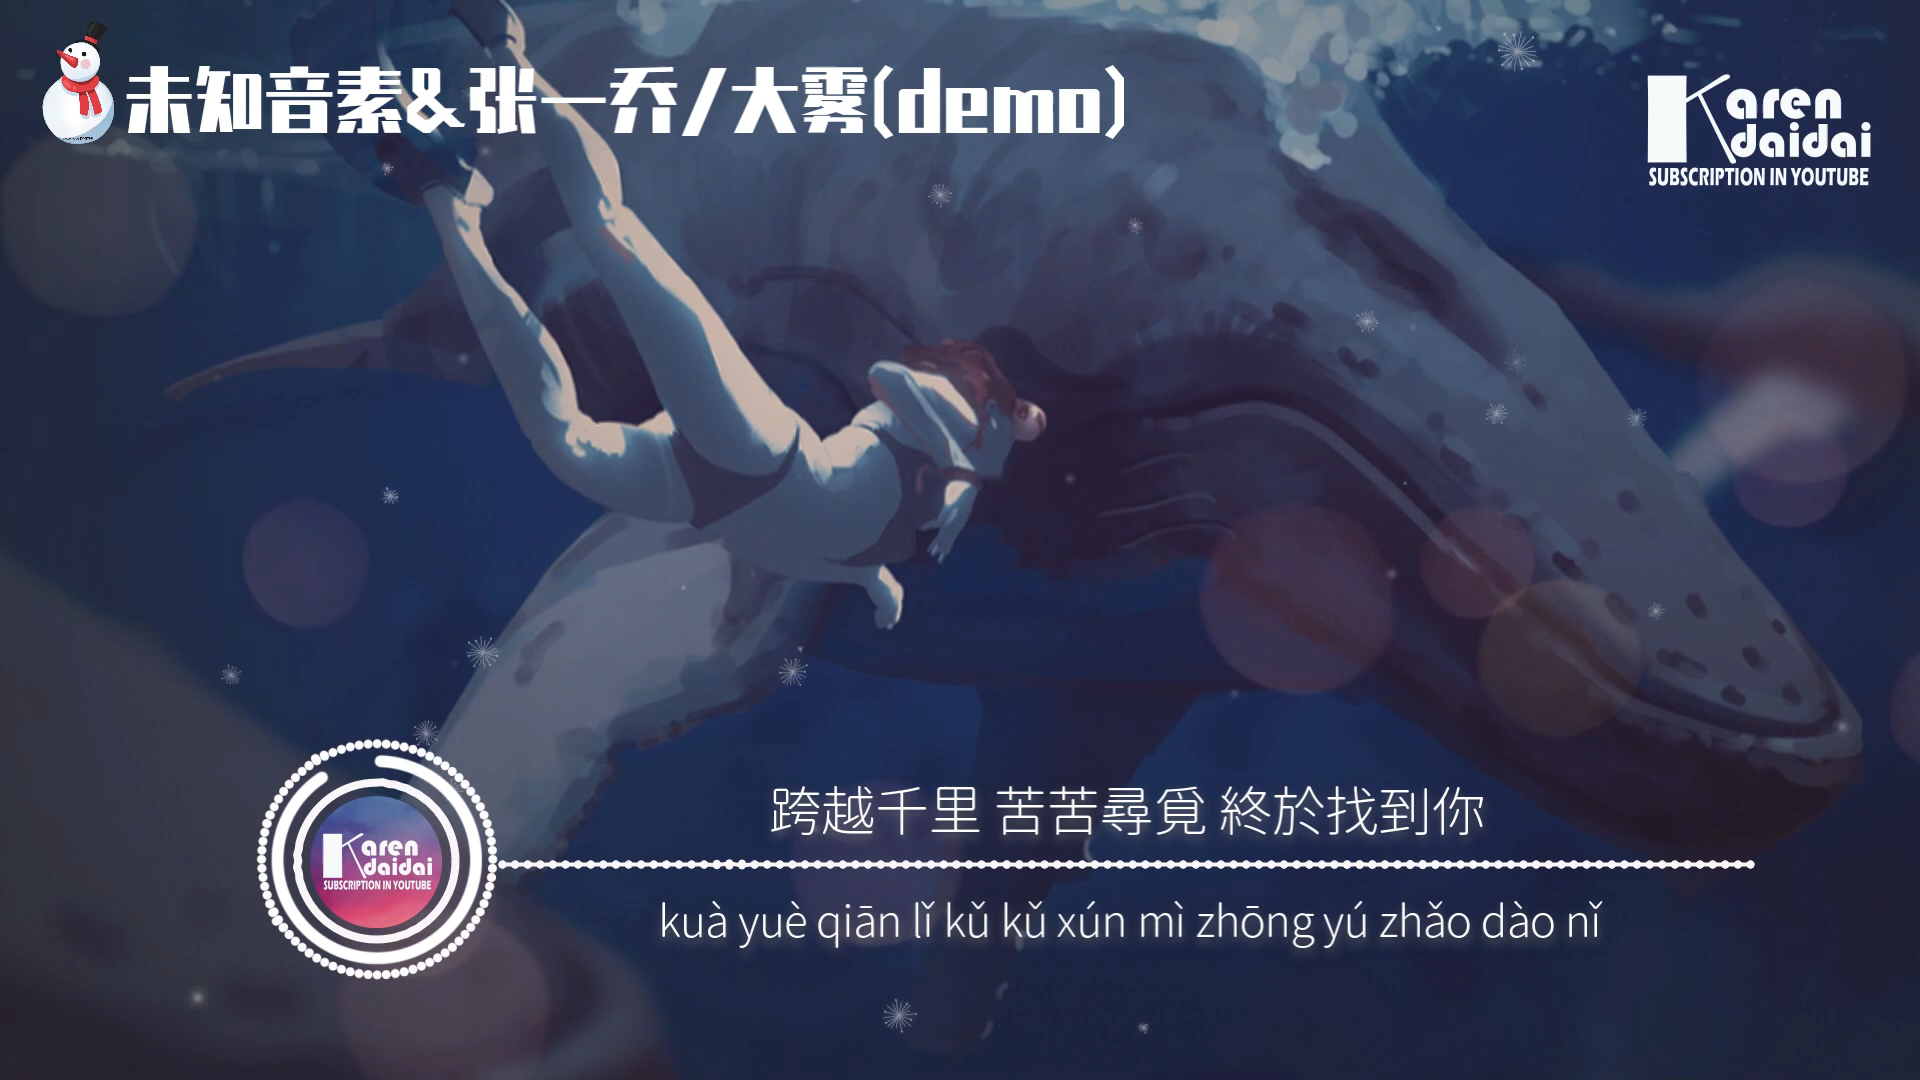 未知音素&张一乔/大雾(demo)
Karen
daidai
SUBSCRIPTION IN YOUTUBE
跨越千里 苦苦尋覓 終於找到你
Karen
daidai
SUBSCRIPTION IN YOUTUBE
kuà yuè qiān lǐ kǔ kǔ xún mì zhōng yú zhǎo dào nǐ